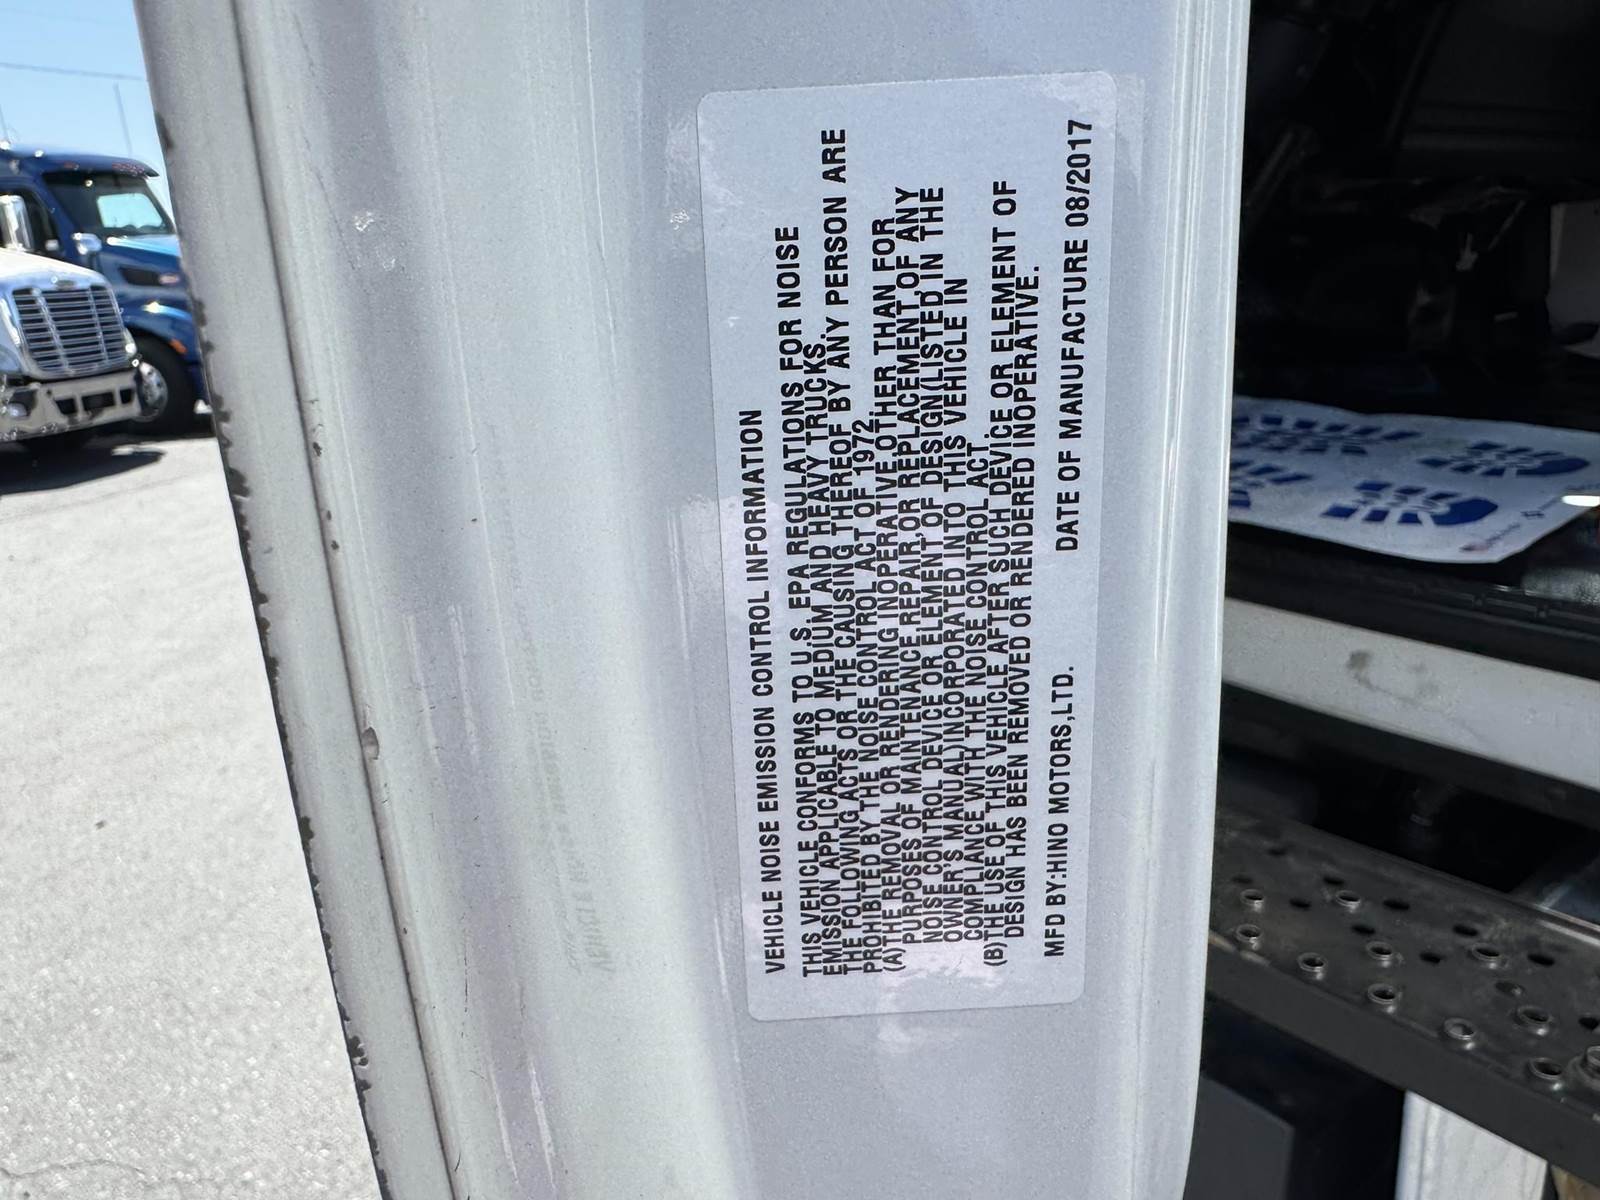 VEHICLE NOISE EMISSION CONTROL INFORMATION
THIS VEHICLE CONFORMS TO U.S. EPA REGULATIONS FOR NOISE
EMISSION APPLICABLE TO MEDIUM AND HEAVY TRUCKS.
THE FOLLOWING ACTS OR THE CAUSING THEREOF BY ANY PERSON ARE
PROHIBITED BY THE NOISE CONTROL ACT OF 1972.
(A)THE REMOVAL OR RENDERING INOPERATIVE,OTHER THAN FOR
PURPOSES OF MAINTENANCE,REPAIR,OR REPLACEMENT,OF ANY
NOISE CONTROL DEVICE OR ELEMENT OF DESIGN(LISTED IN THE
OWNER'S MANUAL)INCORPORATED INTO THIS VEHICLE IN
COMPLIANCE WITH THE NOISE CONTROL ACT.
(B)THE USE OF THIS VEHICLE AFTER SUCH DEVICE OR ELEMENT OF
DESIGN HAS BEEN REMOVED OR RENDERED INOPERATIVE.
MFD BY:HINO MOTORS,LTD. DATE OF MANUFACTURE 08/2017